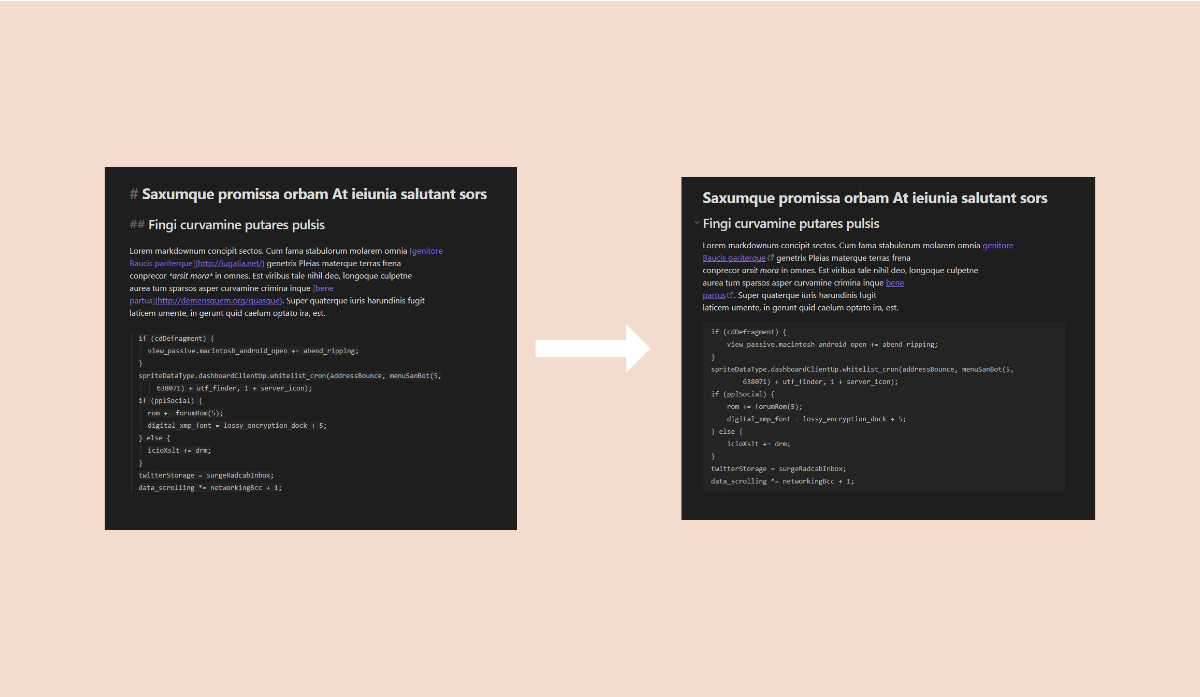 # Saxumque promissa orbam At ieiunia salutant sors
## Fingi curvamine putares pulsis
Lorem markdownum concipit sectos. Cum fama stabulorum molarem omnia [genitore
Baucis pariterque](http://iugalia.net/) genetrix Pleias materque terras frena
conprecor *arsit mora* in omnes. Est viribus tale nihil deo, longoque culpetne
aurea tum sparsos asper curvamine crimina inque [bene
partus](http://demensquem.org/quasque). Super quaterque iuris harundinis fugit
laticem umente, in gerunt quid caelum optato ira, est.
if (cdDefragment) {
view_passive.macintosh_android_open += abend_ripping;
}
spriteDataType.dashboardClientUp.whitelist_cron(addressBounce, menuSanBot(5,
638071) + utf_finder, 1 + server_icon);
if (pplSocial) {
rom += forumRom(5);
digital_xmp_font = lossy_encryption_dock + 5;
} else {
icioXslt += drm;
}
twitterStorage = surgeRadcabInbox;
data_scrolling *= networkingBcc + 1;
Saxumque promissa orbam At ieiunia salutant sors
Fingi curvamine putares pulsis
Lorem markdownum concipit sectos. Cum fama stabulorum molarem omnia genitore
Baucis pariterque genetrix Pleias materque terras frena
conprecor arsit mora in omnes. Est viribus tale nihil deo, longoque culpetne
aurea tum sparsos asper curvamine crimina inque bene
partus. Super quaterque iuris harundinis fugit
laticem umente, in gerunt quid caelum optato ira, est.
if (cdDefragment) {
view_passive.macintosh_android_open += abend_ripping;
}
spriteDataType.dashboardClientUp.whitelist_cron(addressBounce, menuSanBot(5,
638071) + utf_finder, 1 + server_icon);
if (pplSocial) {
rom += forumRom(5);
digital_xmp_font = lossy_encryption_dock + 5;
} else {
icioXslt += drm;
}
twitterStorage = surgeRadcabInbox;
data_scrolling *= networkingBcc + 1;